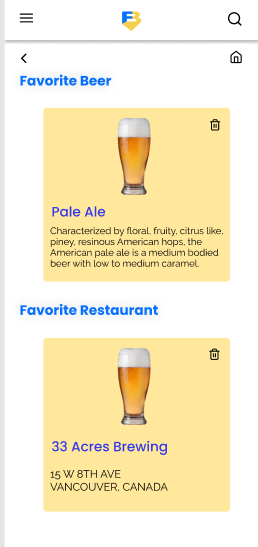 FB
Favorite Beer
Pale Ale
Characterized by floral, fruity, citrus like,
piney, resinous American hops, the
American pale ale is a medium bodied
beer with low to medium caramel.
Favorite Restaurant
33 Acres Brewing
15 W 8TH AVE
VANCOUVER, CANADA